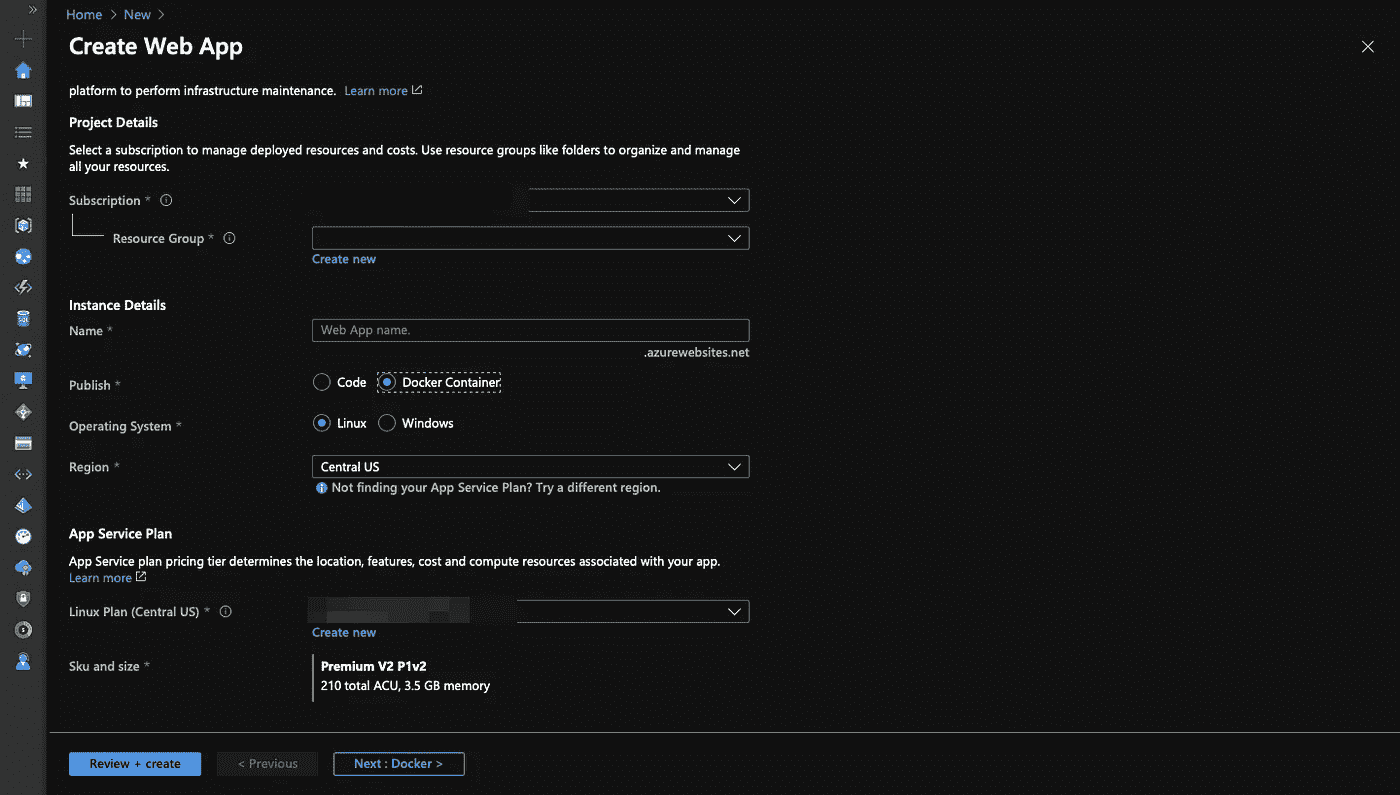 Home > New >
Create Web App
platform to perform infrastructure maintenance. Learn more
Project Details
Select a subscription to manage deployed resources and costs. Use resource groups like folders to organize and manage
all your resources.
Subscription *
Resource Group *
Create new
Instance Details
Name *
Web App name.
.azurewebsites.net
Publish *
Code
Docker Container
Operating System *
Linux
Windows
Region *
Central US
Not finding your App Service Plan? Try a different region.
App Service Plan
App Service plan pricing tier determines the location, features, cost and compute resources associated with your app.
Learn more
Linux Plan (Central US) *
Create new
Sku and size *
Premium V2 P1v2
210 total ACU, 3.5 GB memory
Review + create
< Previous
Next : Docker >